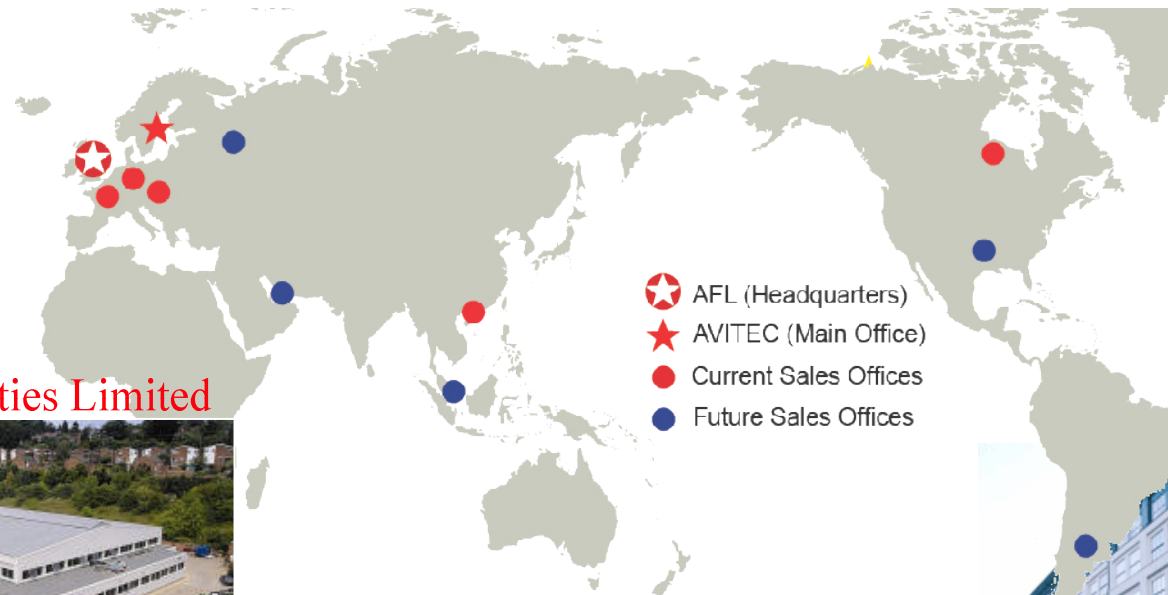 AFL (Headquarters)
AVITEC (Main Office)
Current Sales Offices
Future Sales Offices
ties Limited